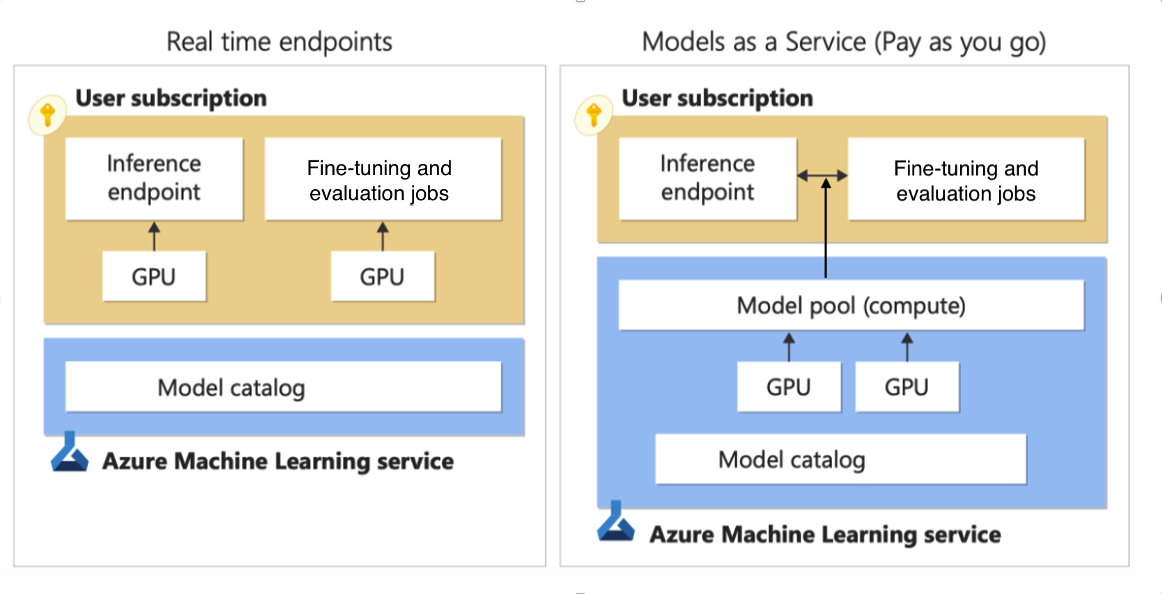 Real time endpoints
User subscription
Inference
endpoint
Fine-tuning and
evaluation jobs
GPU
GPU
Model catalog
Azure Machine Learning service
Models as a Service (Pay as you go)
User subscription
Inference
endpoint
Fine-tuning and
evaluation jobs
Model pool (compute)
GPU
GPU
Model catalog
Azure Machine Learning service